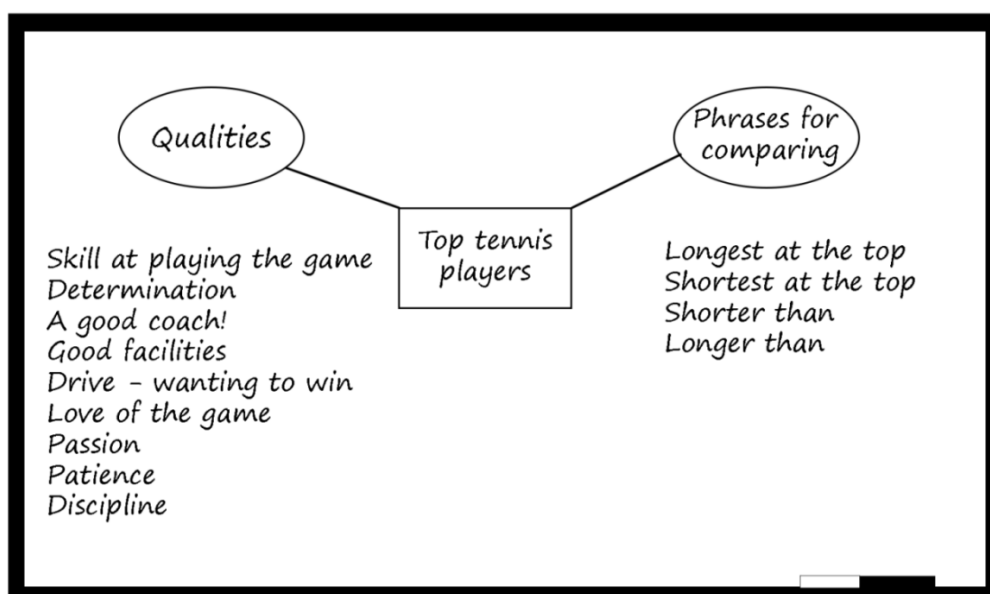 Qualities
Phrases for
comparing
Top tennis
players
Skill at playing the game
Determination
A good coach!
Good facilities
Drive - wanting to win
Love of the game
Passion
Patience
Discipline
Longest at the top
Shortest at the top
Shorter than
Longer than